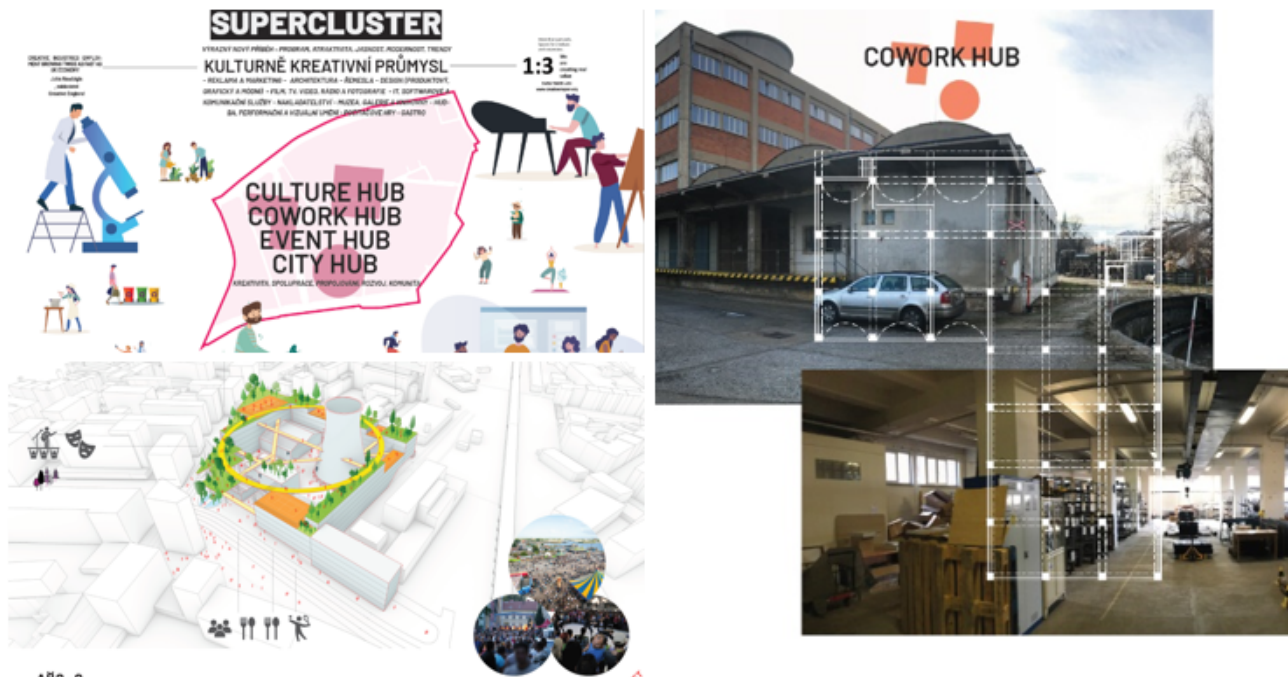 SUPERCLUSTER
VÝRAZNÝ NOVÝ PŘÍBĚH - PROGRAM, ATRAKTIVITA, JASNOST, MODERNOST, TRENDY
KULTURNĚ KREATIVNÍ PRŮMYSL
- REKLAMA A MARKETING - ARCHITEKTURA - ŘEMESLA - DESIGN (PRODUKTOVÝ,
GRAFICKÝ A MÓDNÍ) - FILM, TV, VIDEO, RÁDIO A FOTOGRAFIE - IT, SOFTWAROVÉ A
KOMUNIKAČNÍ SLUŽBY - NAKLADATELSTVÍ - MUZEA, GALERIE A KNIHOVNY - HUD-
BA, PERFORMAČNÍ A VIZUÁLNÍ UMĚNÍ - POČÍTAČOVÉ HRY - GASTRO
1:3
CULTURE HUB
COWORK HUB
EVENT HUB
CITY HUB
KREATIVITA, SPOLUPRÁCE, PROPOJOVÁNÍ, ROZVOJ, KOMUNITA
COWORK HUB